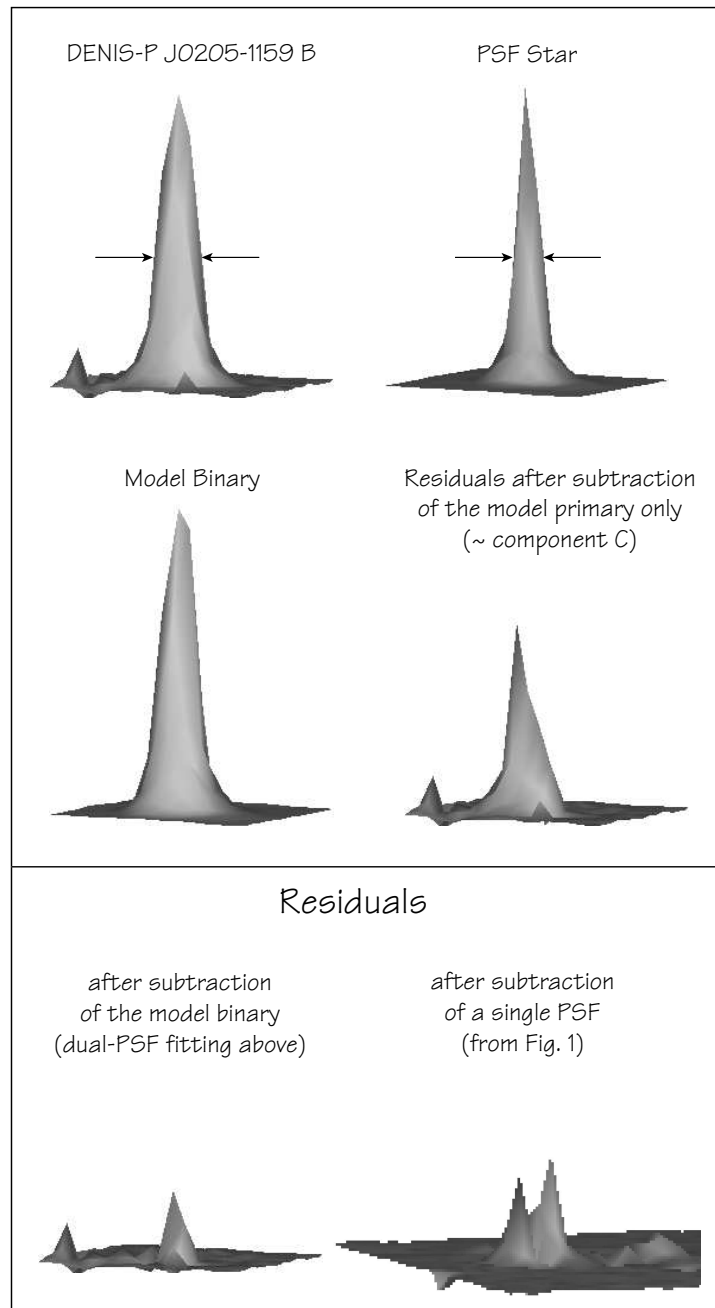 DENIS-P J0205-1159 B
PSF Star
Model Binary
Residuals after subtraction
of the model primary only
(~ component C)
Residuals
after subtraction
of the model binary
(dual-PSF fitting above)
after subtraction
of a single PSF
(from Fig. 1)